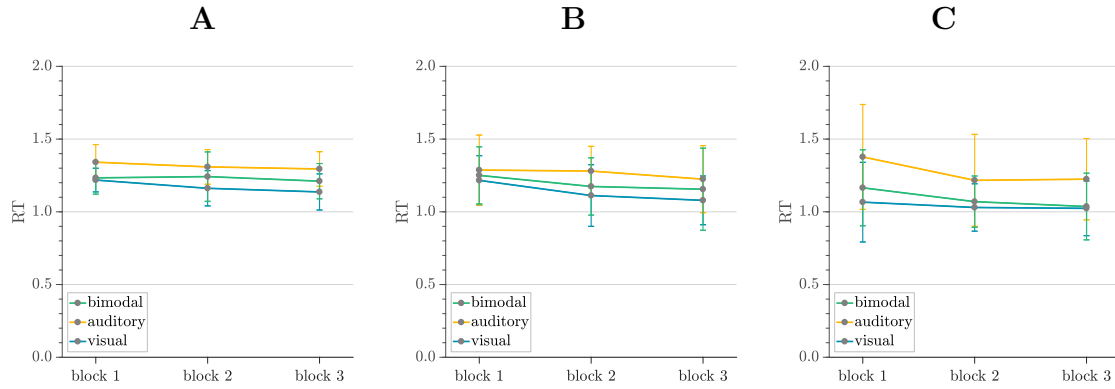 A
B
C
2.0
1.5
1.0
0.5
0.0
RT
block 1
block 2
block 3
bimodal
auditory
visual
2.0
1.5
1.0
0.5
0.0
RT
block 1
block 2
block 3
bimodal
auditory
visual
2.0
1.5
1.0
0.5
0.0
RT
block 1
block 2
block 3
bimodal
auditory
visual